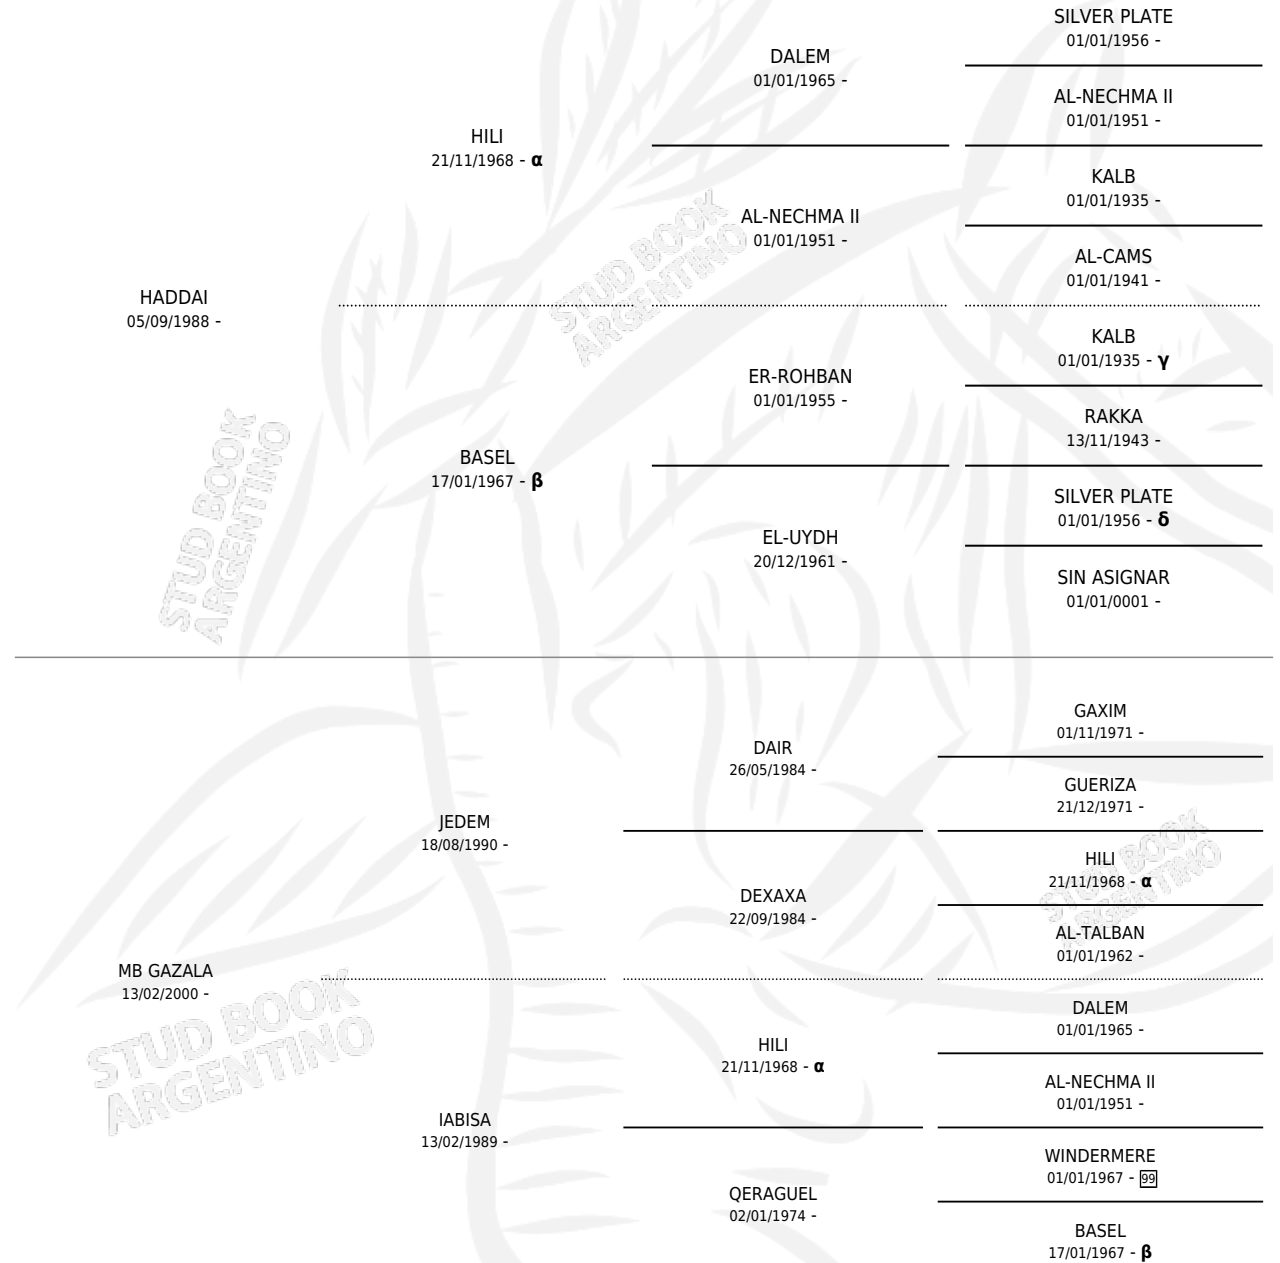 SILVER PLATE
01/01/1956 -
DALEM
01/01/1965 -
AL-NECHMA II
01/01/1951 -
HILI
21/11/1968 - α
KALB
01/01/1935 -
AL-NECHMA II
01/01/1951 -
AL-CAMS
01/01/1941 -
HADDAI
05/09/1988 -
KALB
01/01/1935 - γ
ER-ROHBAN
01/01/1955 -
RAKKA
13/11/1943 -
BASEL
17/01/1967 - β
SILVER PLATE
01/01/1956 - δ
EL-UYDH
20/12/1961 -
SIN ASIGNAR
01/01/0001 -
STUD BOOK
ARGENTINO
STUD BOOK
ARGENTINO
GAXIM
01/11/1971 -
DAIR
26/05/1984 -
GUERIZA
21/12/1971 -
JEDEM
18/08/1990 -
HILI
21/11/1968 - α
DEXAXA
22/09/1984 -
AL-TALBAN
01/01/1962 -
MB GAZALA
13/02/2000 -
DALEM
01/01/1965 -
HILI
21/11/1968 - α
AL-NECHMA II
01/01/1951 -
IABISA
13/02/1989 -
WINDERMERE
01/01/1967 - 99
QERAGUEL
02/01/1974 -
BASEL
17/01/1967 - β
STUD BOOK
ARGENTINO
STUD BOOK
ARGENTINO